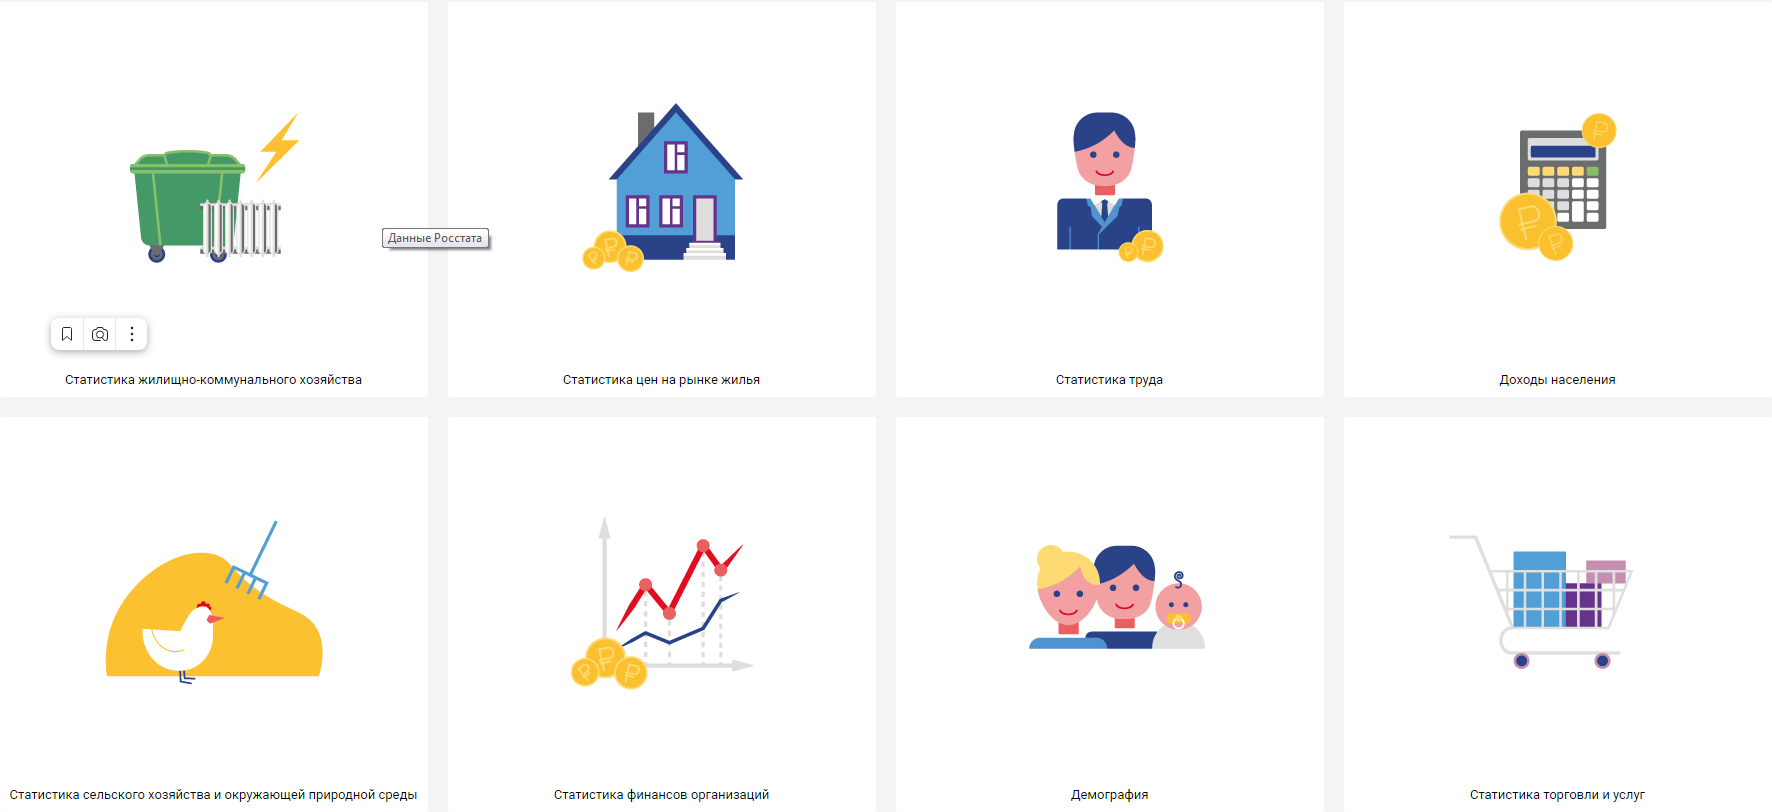 Данные Росстата
Статистика жилищно-коммунального хозяйства
Статистика цен на рынке жилья
Статистика труда
Доходы населения
Статистика сельского хозяйства и окружающей природной среды
Статистика финансов организаций
Демография
Статистика торговли и услуг